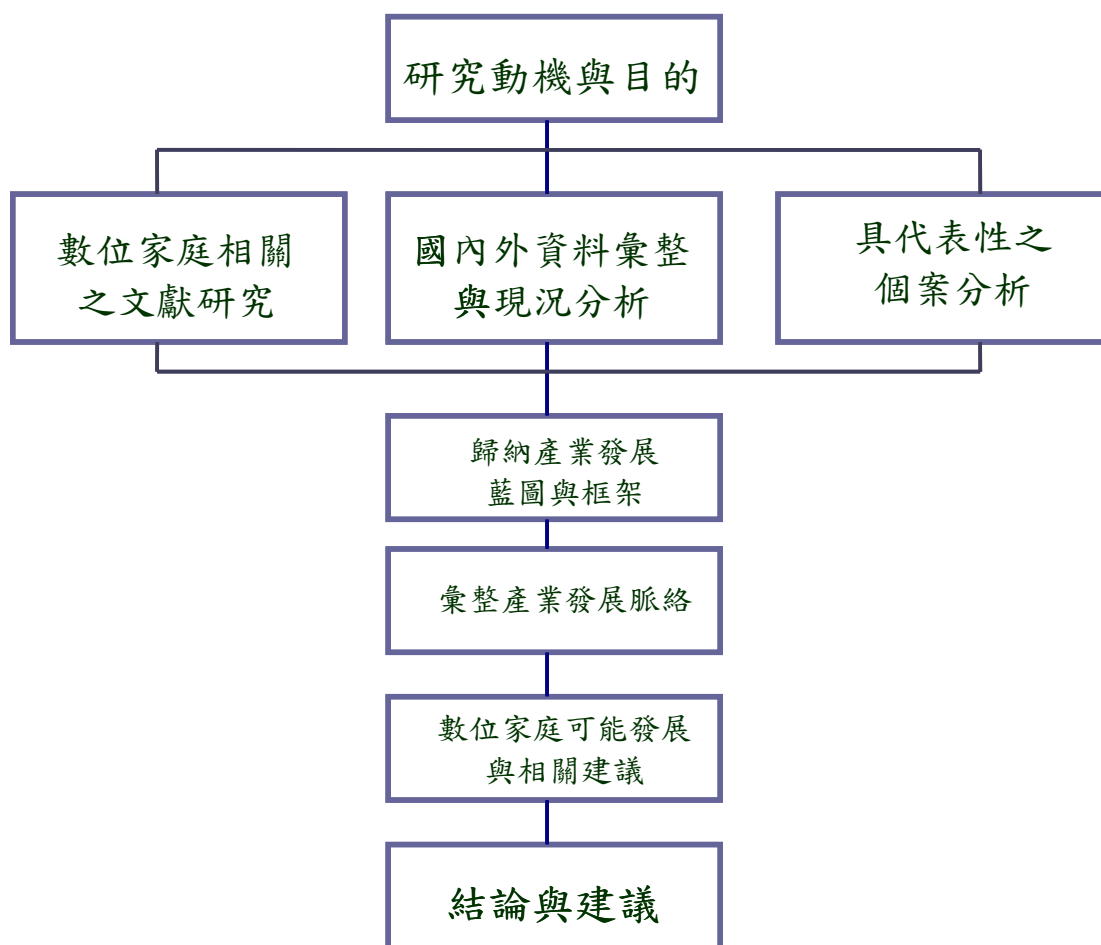 研究動機與目的
數位家庭相關
之文獻研究
國內外資料彙整
與現況分析
具代表性之
個案分析
歸納產業發展
藍圖與框架
彙整產業發展脈絡
數位家庭可能發展
與相關建議
結論與建議